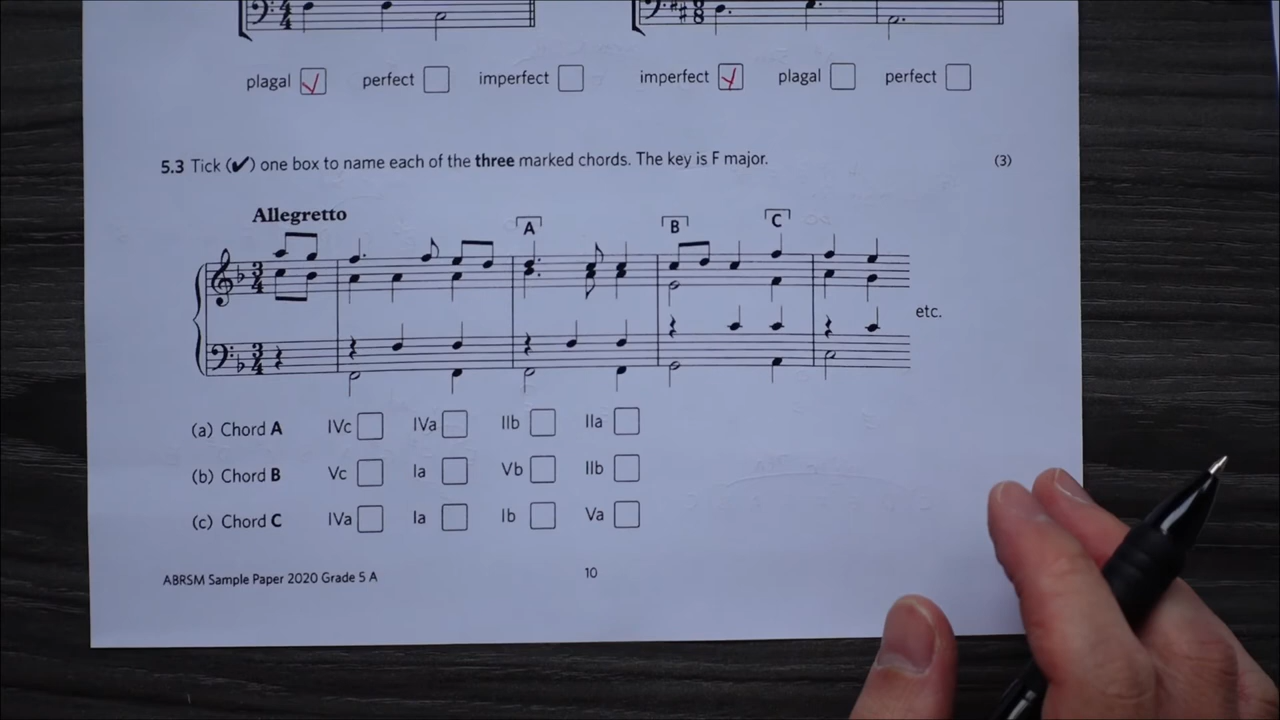 plagal perfect imperfect imperfect plagal perfect
5.3 Tick (✔) one box to name each of the three marked chords. The key is F major. (3)
Allegretto
A B C
etc.
(a) Chord A IVc IVa IIb IIa
(b) Chord B Vc Ia Vb IIb
(c) Chord C IVa Ia Ib Va
ABRSM Sample Paper 2020 Grade 5 A 10